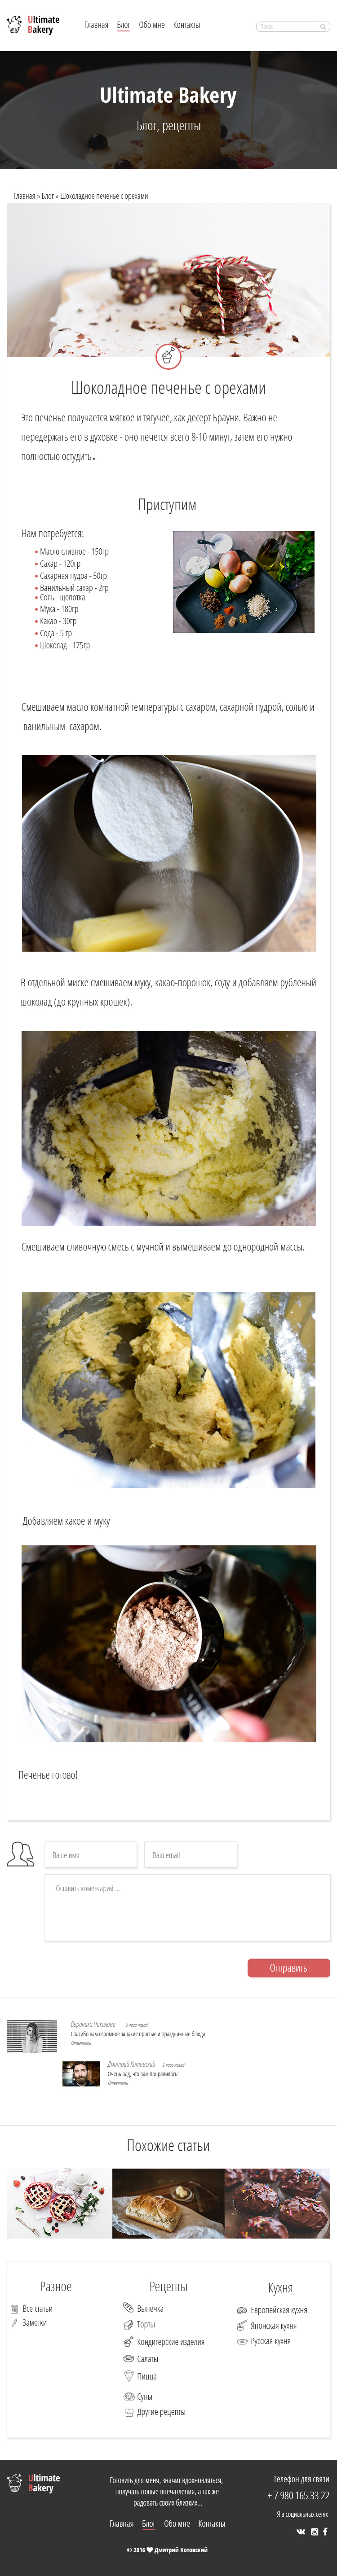 Ultimate
Bakery
Главная Блог Обо мне Контакты
Поиск
Ultimate Bakery
Блог, рецепты
Главная » Блог » Шоколадное печенье с орехами
Шоколадное печенье с орехами
Это печенье получается мягкое и тягучее, как десерт Брауни. Важно не
передержать его в духовке - оно печется всего 8-10 минут, затем его нужно
полностью остудить.
Приступим
Нам потребуется:
Масло сливочное - 150гр
Сахар - 120гр
Сахарная пудра - 50гр
Ванильный сахар - 2гр
Соль - щепотка
Мука - 180гр
Какао - 30гр
Сода - 5 гр
Шоколад - 175гр
Смешиваем масло комнатной температуры с сахаром, сахарной пудрой, солью и
ванильным сахаром.
В отдельной миске смешиваем муку, какао-порошок, соду и добавляем рубленый
шоколад (до крупных крошек).
Смешиваем сливочную смесь с мучной и вымешиваем до однородной массы.
Добавляем какое и муку
Печенье готово!
Ваше имя
Ваш email
Оставить коментарий ...
Отправить
Вероника Николаева 2 часа назад
Спасибо вам огромное за такие простые и праздничные блюда .
Ответить
Дмитрий Котовский 2 часа назад
Очень рад, что вам понравилось!
Ответить
Похожие статьи
Разное
Все статьи
Заметки
Рецепты
Выпечка
Торты
Кондитерские изделия
Салаты
Пицца
Супы
Другие рецепты
Кухня
Европейская кухня
Японская кухня
Русская кухня
Ultimate
Bakery
Готовить для меня, значит вдохновляться,
получать новые впечатления, а так же
радовать своих близких...
Главная Блог Обо мне Контакты
© 2016 Дмитрий Котовский
Телефон для связи
+ 7 980 165 33 22
Я в социальных сетях